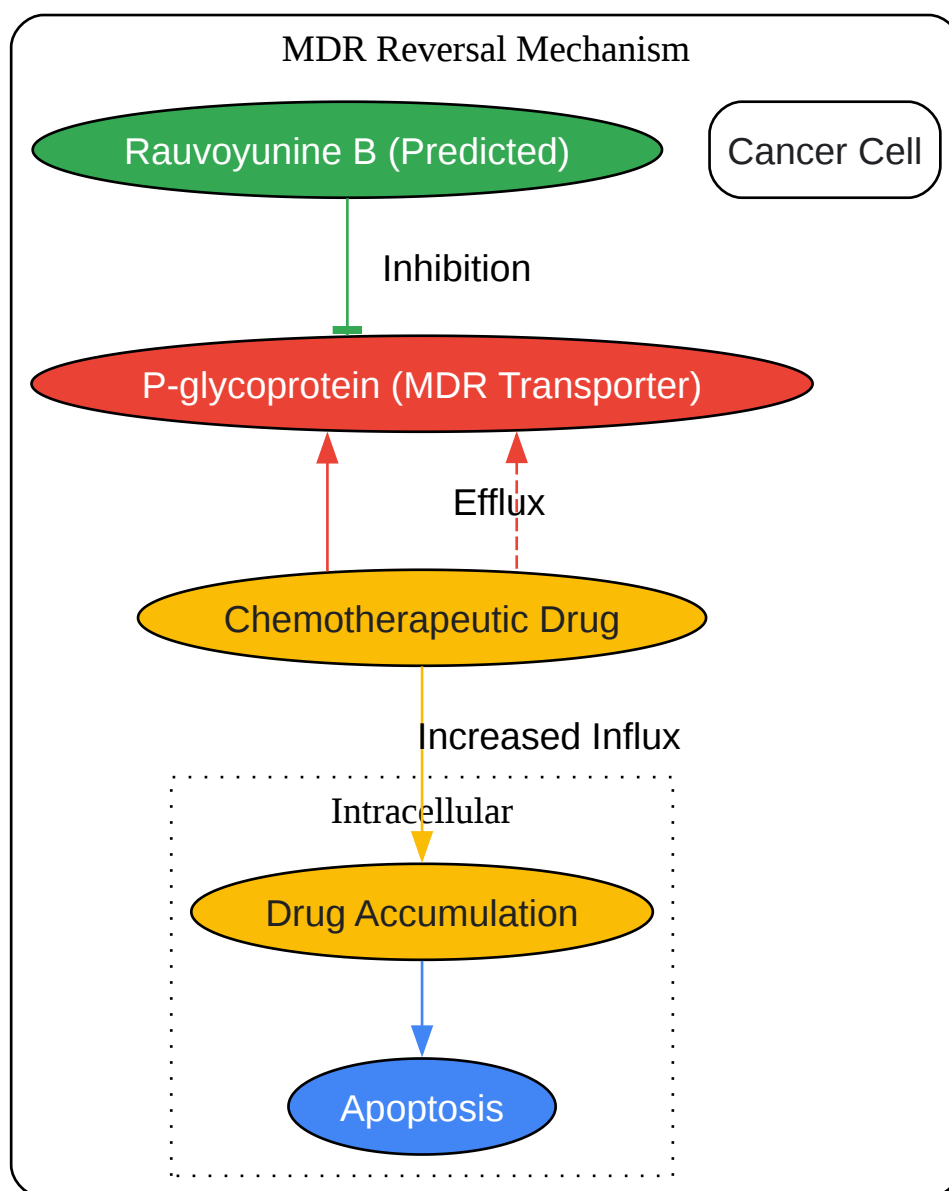 MDR Reversal Mechanism
Rauvoyunine B (Predicted)
Cancer Cell
Inhibition
P-glycoprotein (MDR Transporter)
Efflux
Chemotherapeutic Drug
Increased Influx
Intracellular
Drug Accumulation
Apoptosis